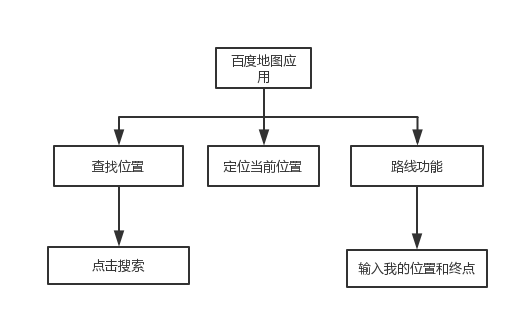 百度地图应
用
查找位置
定位当前位置
路线功能
点击搜索
输入我的位置和终点